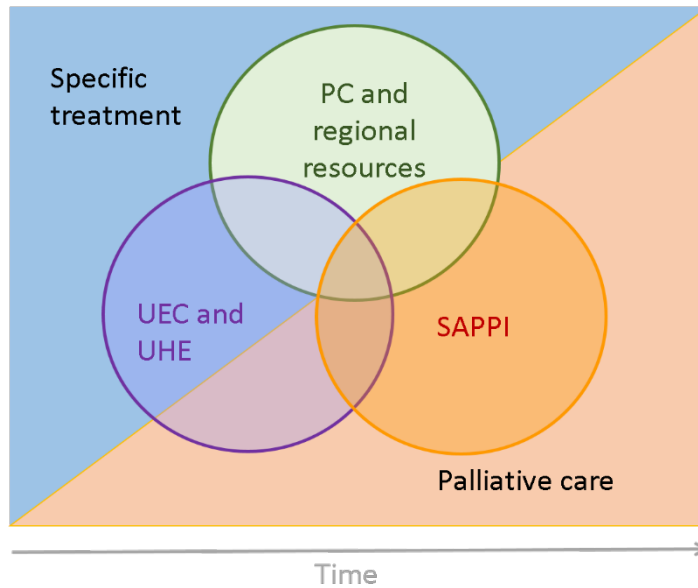 Specific
treatment
PC and
regional
resources
UEC and
UHE
SAPPI
Palliative care
Time